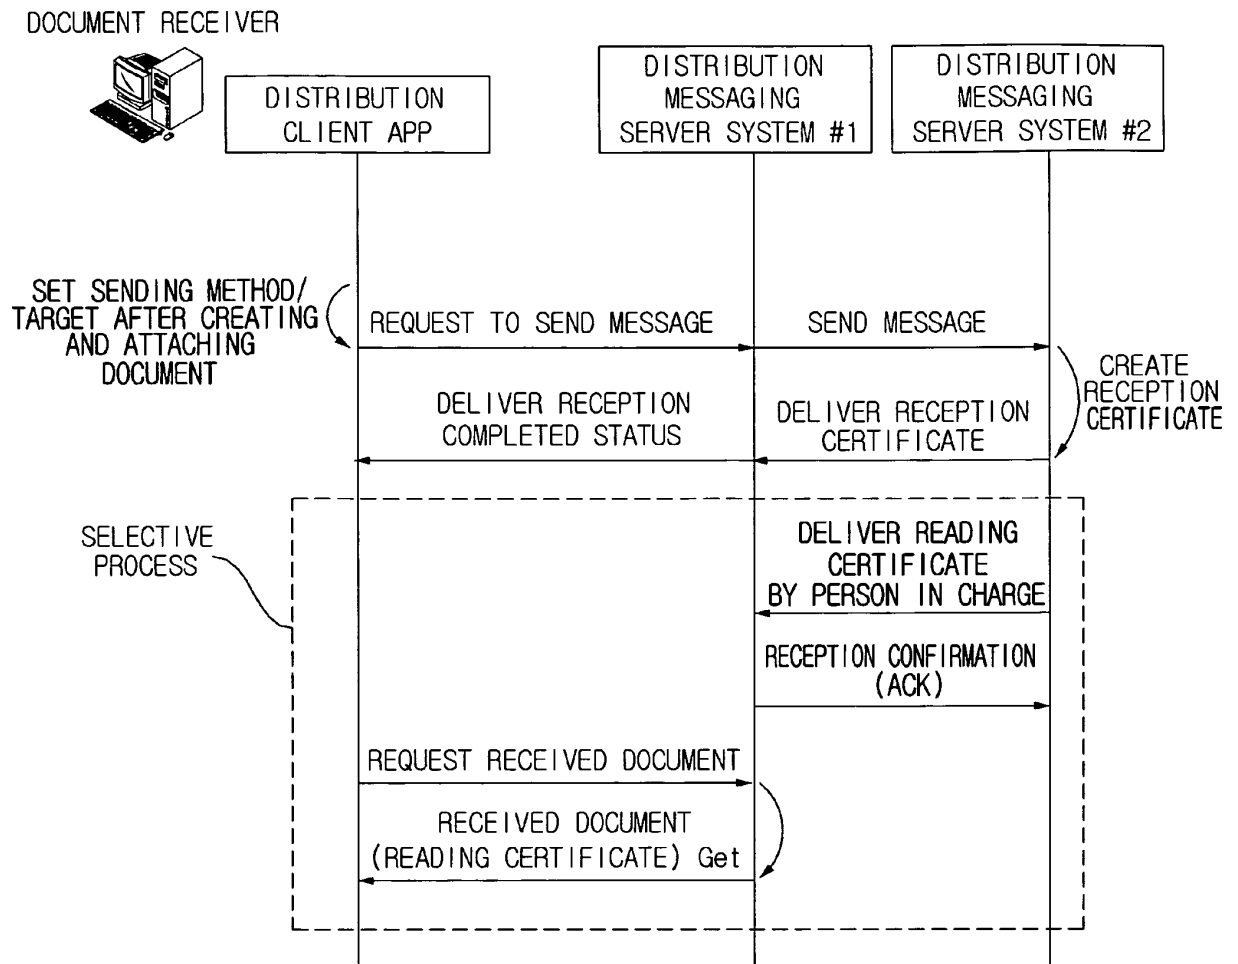 DOCUMENT RECEIVER
DISTRIBUTION
CLIENT APP
DISTRIBUTION
MESSAGING
SERVER SYSTEM #1
DISTRIBUTION
MESSAGING
SERVER SYSTEM #2
SET SENDING METHOD/
TARGET AFTER CREATING
AND ATTACHING
DOCUMENT
REQUEST TO SEND MESSAGE
SEND MESSAGE
CREATE
RECEPTION
CERTIFICATE
DELIVER RECEPTION
COMPLETED STATUS
DELIVER RECEPTION
CERTIFICATE
SELECTIVE
PROCESS
DELIVER READING
CERTIFICATE
BY PERSON IN CHARGE
RECEPTION CONFIRMATION
(ACK)
REQUEST RECEIVED DOCUMENT
RECEIVED DOCUMENT
(READING CERTIFICATE) Get